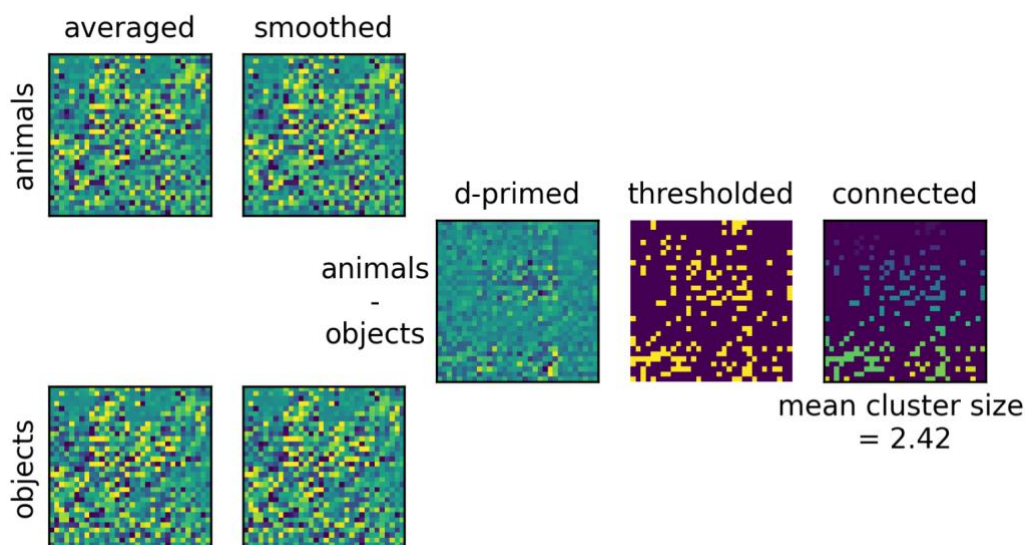 averaged
smoothed
animals
d-primed
thresholded
connected
animals
-
objects
mean cluster size
= 2.42
objects